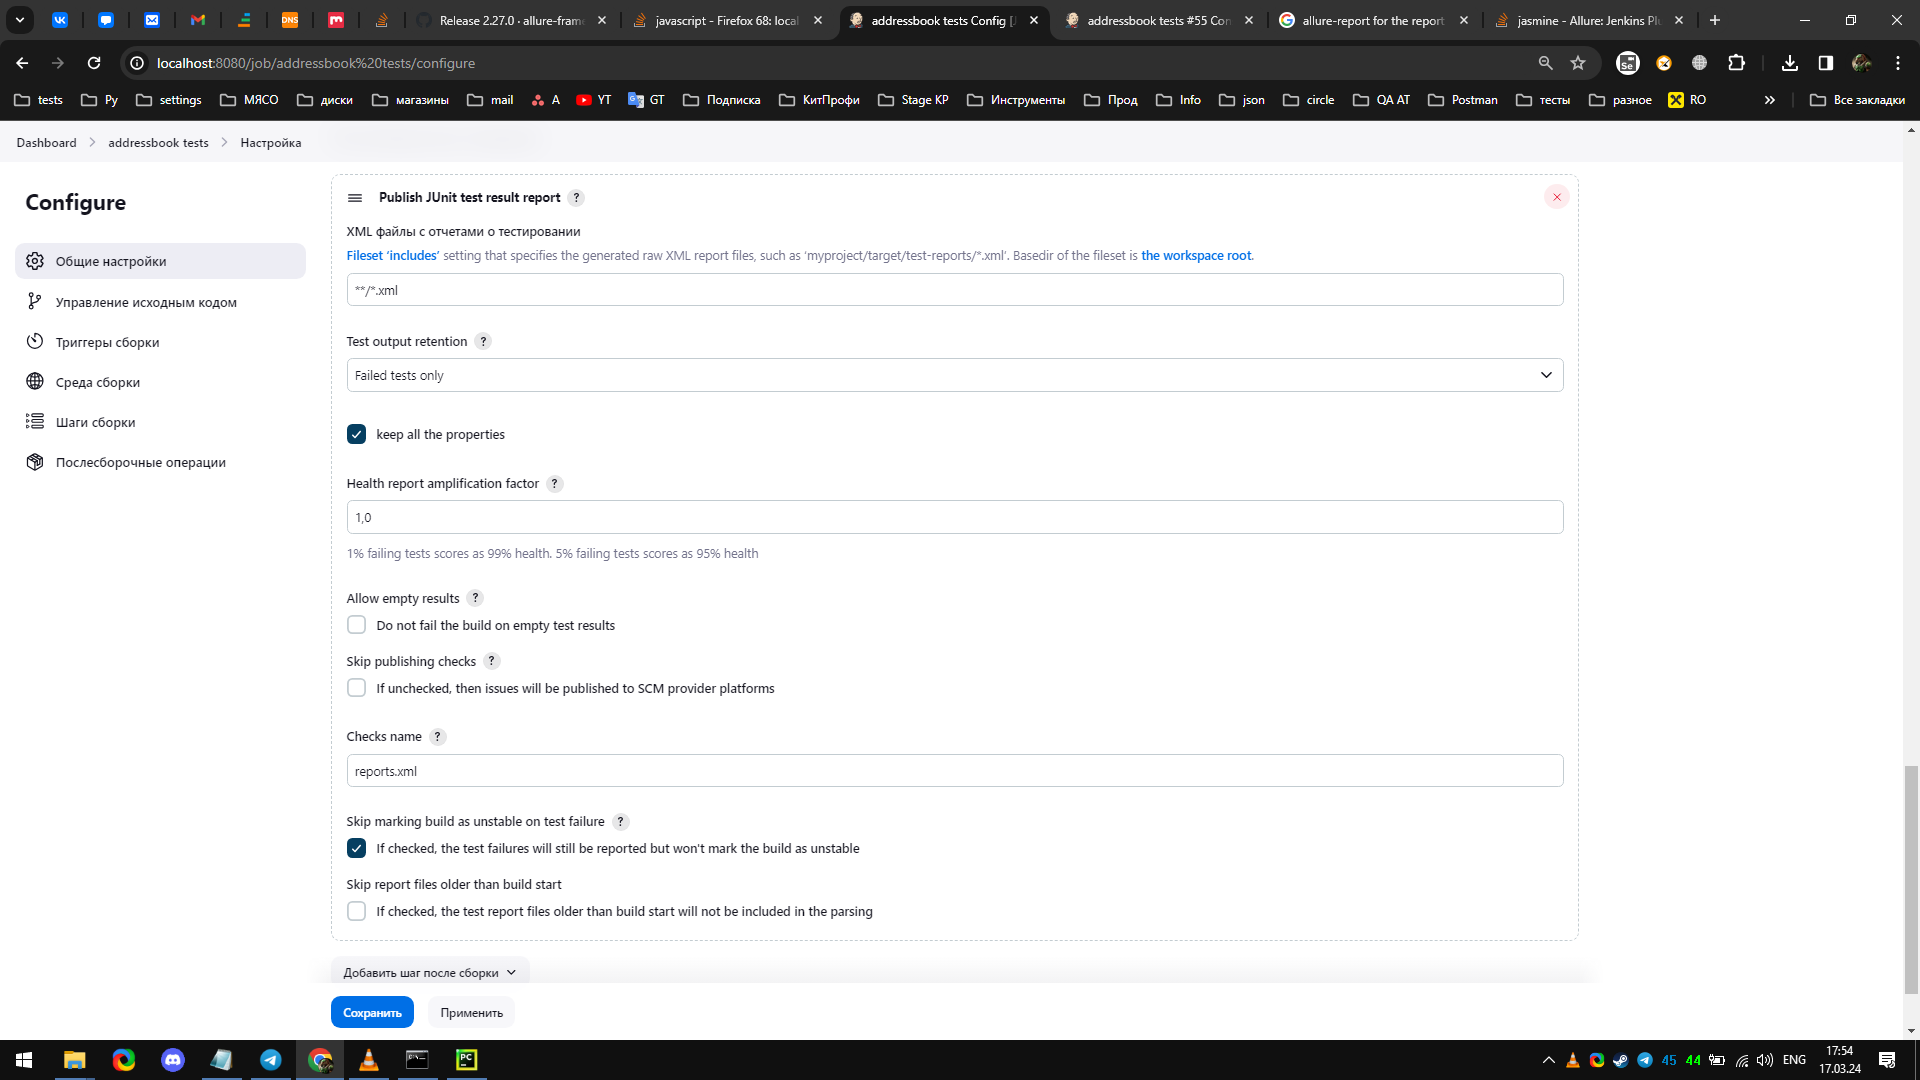 Release 2.27.0 · allure-frame
javascript - Firefox 68: local
addressbook tests Config [J
addressbook tests #55 Con
allure-report for the report
jasmine - Allure: Jenkins Plu
localhost:8080/job/addressbook%20tests/configure
tests
Py
settings
МЯСО
диски
магазины
mail
A
YT
GT
Подписка
КитПрофи
Stage KP
Инструменты
Прод
Info
json
circle
QA AT
Postman
тесты
разное
RO
Все закладки
Dashboard
addressbook tests
Настройка
Configure
Общие настройки
Управление исходным кодом
Триггеры сборки
Среда сборки
Шаги сборки
Послесборочные операции
Publish JUnit test result report ?
XML файлы с отчетами о тестировании
Fileset ‘includes’ setting that specifies the generated raw XML report files, such as ‘myproject/target/test-reports/*.xml’. Basedir of the fileset is the workspace root.
**/*.xml
Test output retention ?
Failed tests only
keep all the properties
Health report amplification factor ?
1,0
1% failing tests scores as 99% health. 5% failing tests scores as 95% health
Allow empty results ?
Do not fail the build on empty test results
Skip publishing checks ?
If unchecked, then issues will be published to SCM provider platforms
Checks name ?
reports.xml
Skip marking build as unstable on test failure ?
If checked, the test failures will still be reported but won't mark the build as unstable
Skip report files older than build start
If checked, the test report files older than build start will not be included in the parsing
Добавить шаг после сборки
Сохранить
Применить
45
44
ENG
17:54
17.03.24